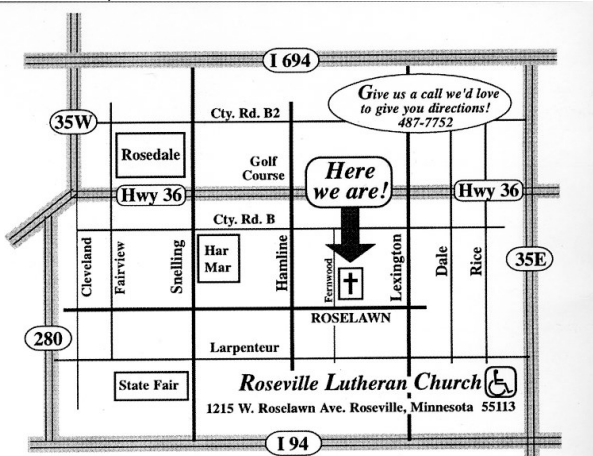 I 694
Give us a call we'd love
to give you directions!
487-7752
35W
Cty. Rd. B2
Rosedale
Golf
Course
Here
we are!
Hwy 36
Hwy 36
Cty. Rd. B
Cleveland
Fairview
Snelling
Har
Mar
Hamline
Fernwood
Lexington
Dale
Rice
35E
ROSELAWN
280
Larpenteur
State Fair
Roseville Lutheran Church
1215 W. Roselawn Ave. Roseville, Minnesota 55113
I 94